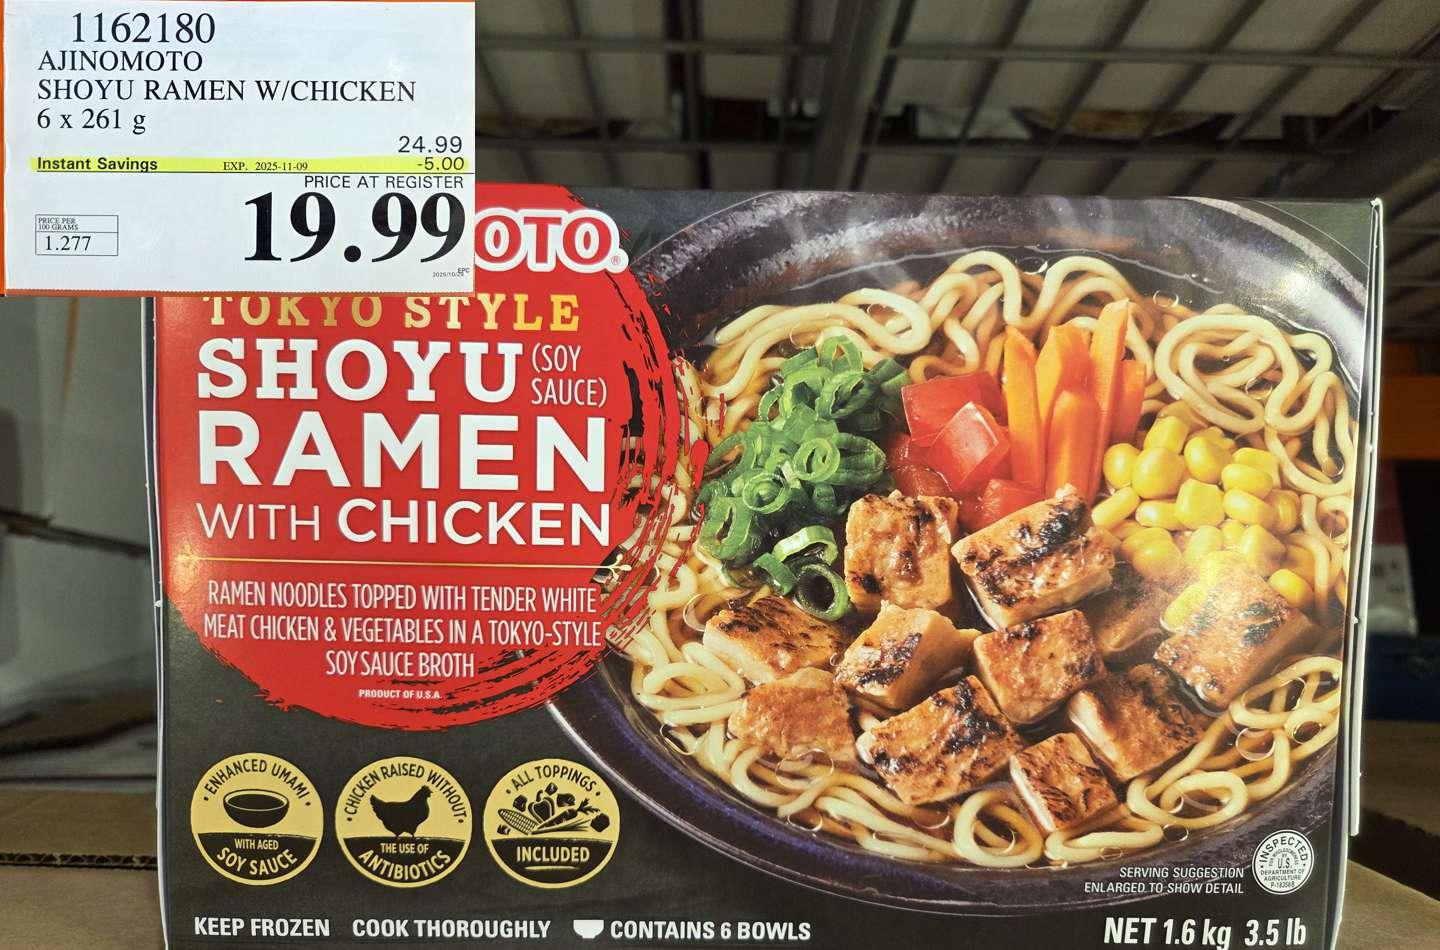 1162180
AJINOMOTO
SHOYU RAMEN W/CHICKEN
6 x 261 g
24.99
Instant Savings EXP. 2025-11-09 -5.00
PRICE AT REGISTER
19.99
PRICE PER
100 GRAMS
1.277
EPC
OTO®
TOKYO STYLE
SHOYU (SOY
SAUCE)
RAMEN
WITH CHICKEN
RAMEN NOODLES TOPPED WITH TENDER WHITE
MEAT CHICKEN & VEGETABLES IN A TOKYO-STYLE
SOY SAUCE BROTH
PRODUCT OF U.S.A.
• ENHANCED UMAMI •
WITH AGED
SOY SAUCE
• CHICKEN RAISED WITHOUT •
THE USE OF
ANTIBIOTICS
• ALL TOPPINGS •
INCLUDED
SERVING SUGGESTION
ENLARGED TO SHOW DETAIL
INSPECTED
U.S.
DEPARTMENT OF
AGRICULTURE
KEEP FROZEN COOK THOROUGHLY CONTAINS 6 BOWLS
NET 1.6 kg 3.5 lb